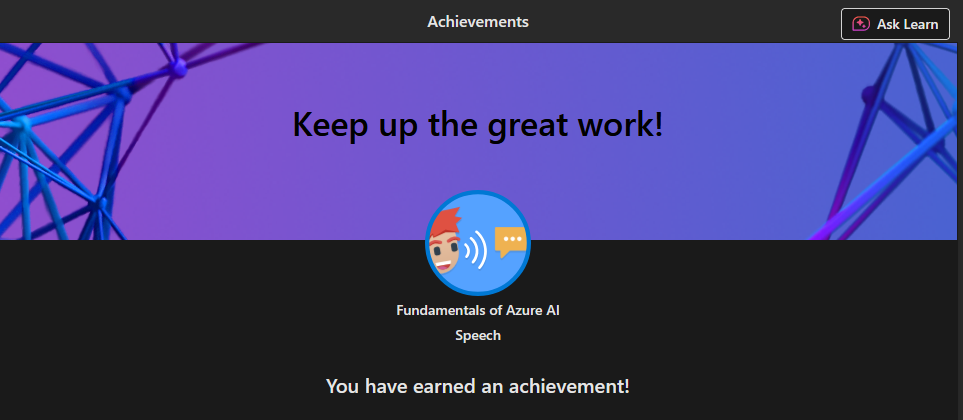 Achievements
Ask Learn
Keep up the great work!
Fundamentals of Azure AI
Speech
You have earned an achievement!